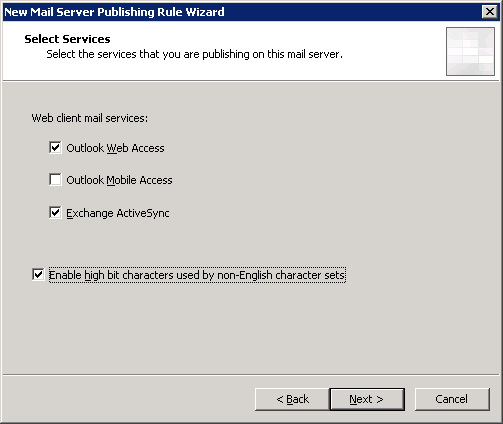 New Mail Server Publishing Rule Wizard
Select Services
Select the services that you are publishing on this mail server.
Web client mail services:
Outlook Web Access
Outlook Mobile Access
Exchange ActiveSync
Enable high bit characters used by non-English character sets
< Back Next > Cancel